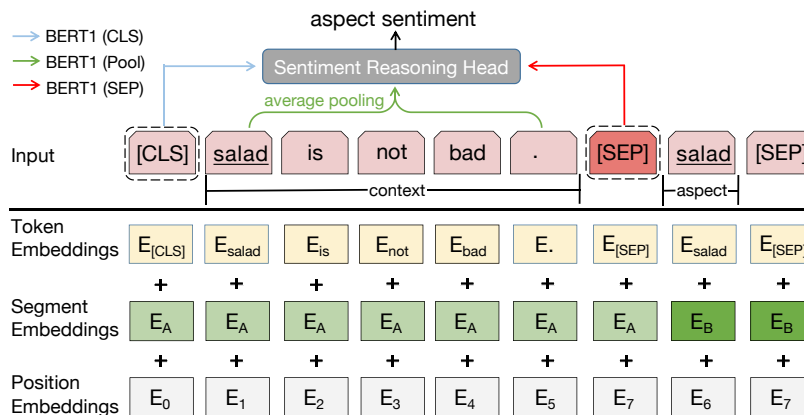 aspect sentiment
BERT1 (CLS)
BERT1 (Pool)
BERT1 (SEP)
Sentiment Reasoning Head
average pooling
Input [CLS] salad is not bad . [SEP] salad [SEP]
context aspect
Token Embeddings E[CLS] Esalad Eis Enot Ebad E. E[SEP] Esalad E[SEP]
+ + + + + + + + +
Segment Embeddings EA EA EA EA EA EA EA EB EB
+ + + + + + + + +
Position Embeddings E0 E1 E2 E3 E4 E5 E7 E6 E7